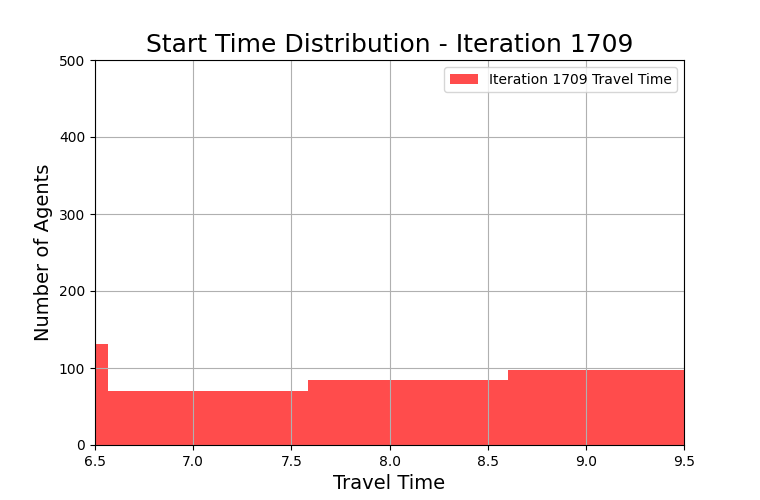 Start Time Distribution - Iteration 1709
500
400
300
200
100
0
Number of Agents
Iteration 1709 Travel Time
6.5 7.0 7.5 8.0 8.5 9.0 9.5
Travel Time